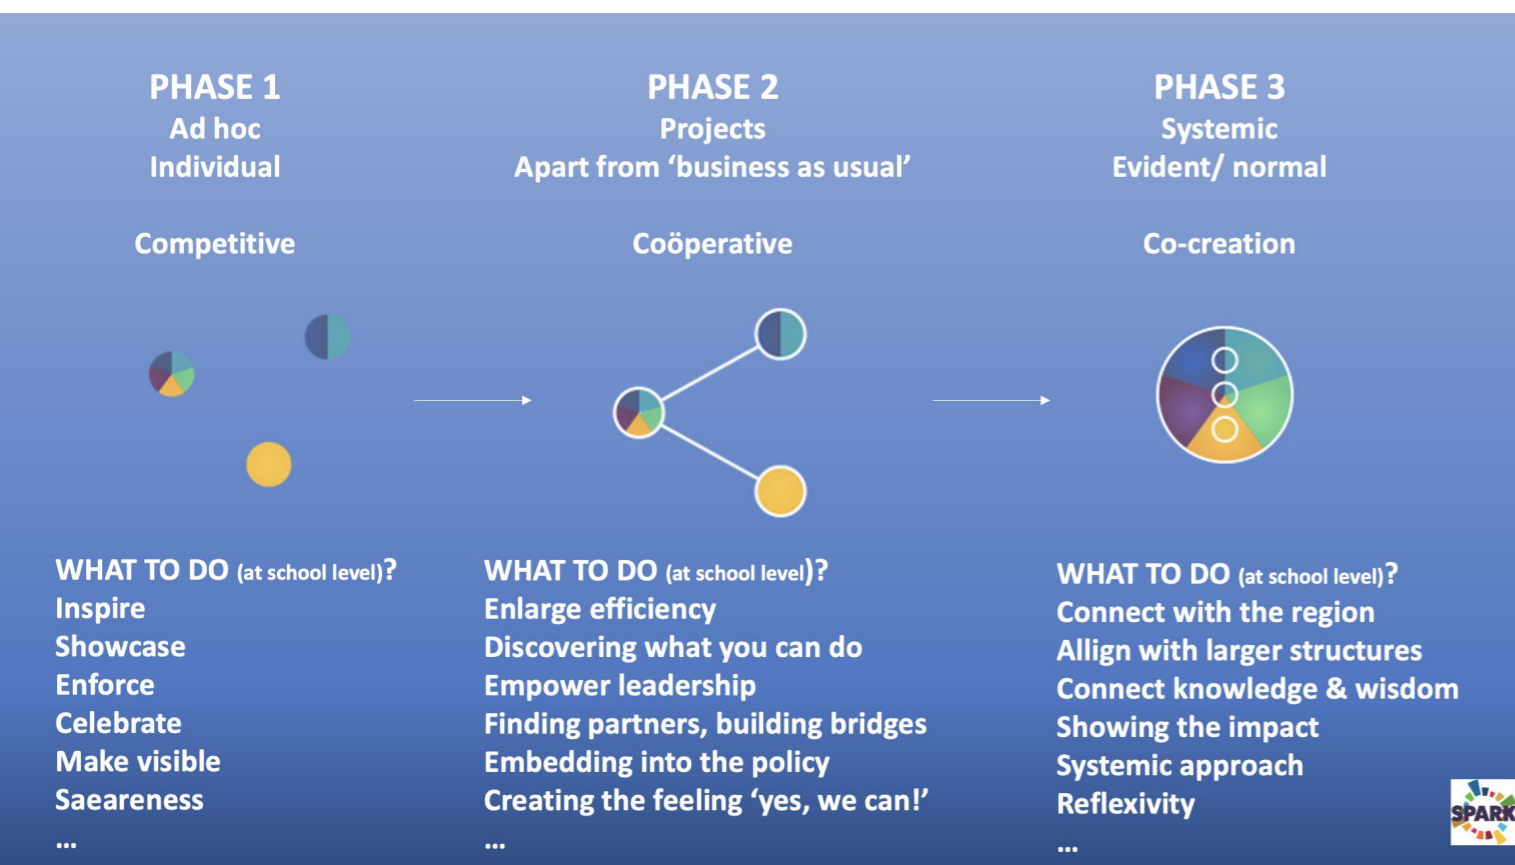 PHASE 1
Ad hoc
Individual
Competitive
PHASE 2
Projects
Apart from ‘business as usual’
Coöperative
PHASE 3
Systemic
Evident/ normal
Co-creation
WHAT TO DO (at school level)?
Inspire
Showcase
Enforce
Celebrate
Make visible
Saeareness
...
WHAT TO DO (at school level)?
Enlarge efficiency
Discovering what you can do
Empower leadership
Finding partners, building bridges
Embedding into the policy
Creating the feeling ‘yes, we can!’
...
WHAT TO DO (at school level)?
Connect with the region
Allign with larger structures
Connect knowledge & wisdom
Showing the impact
Systemic approach
Reflexivity
...
SPARK